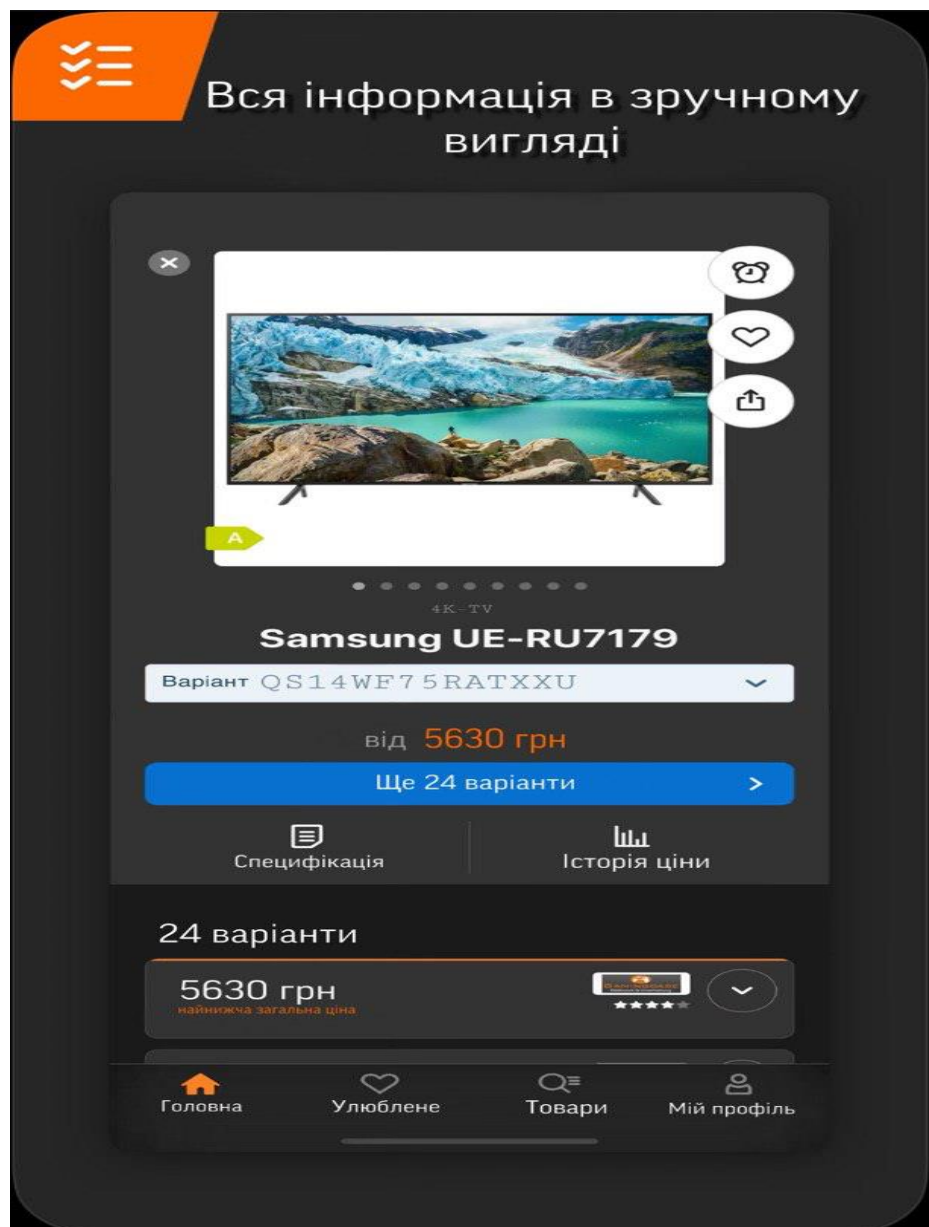 Вся інформація в зручному
вигляді
A
4K-TV
Samsung UE-RU7179
Варіант QS14WF75RATXXU
від 5630 грн
Ще 24 варіанти
Специфікація
Історія ціни
24 варіанти
5630 грн
найнижча загальна ціна
Головна
Улюблене
Товари
Мій профіль